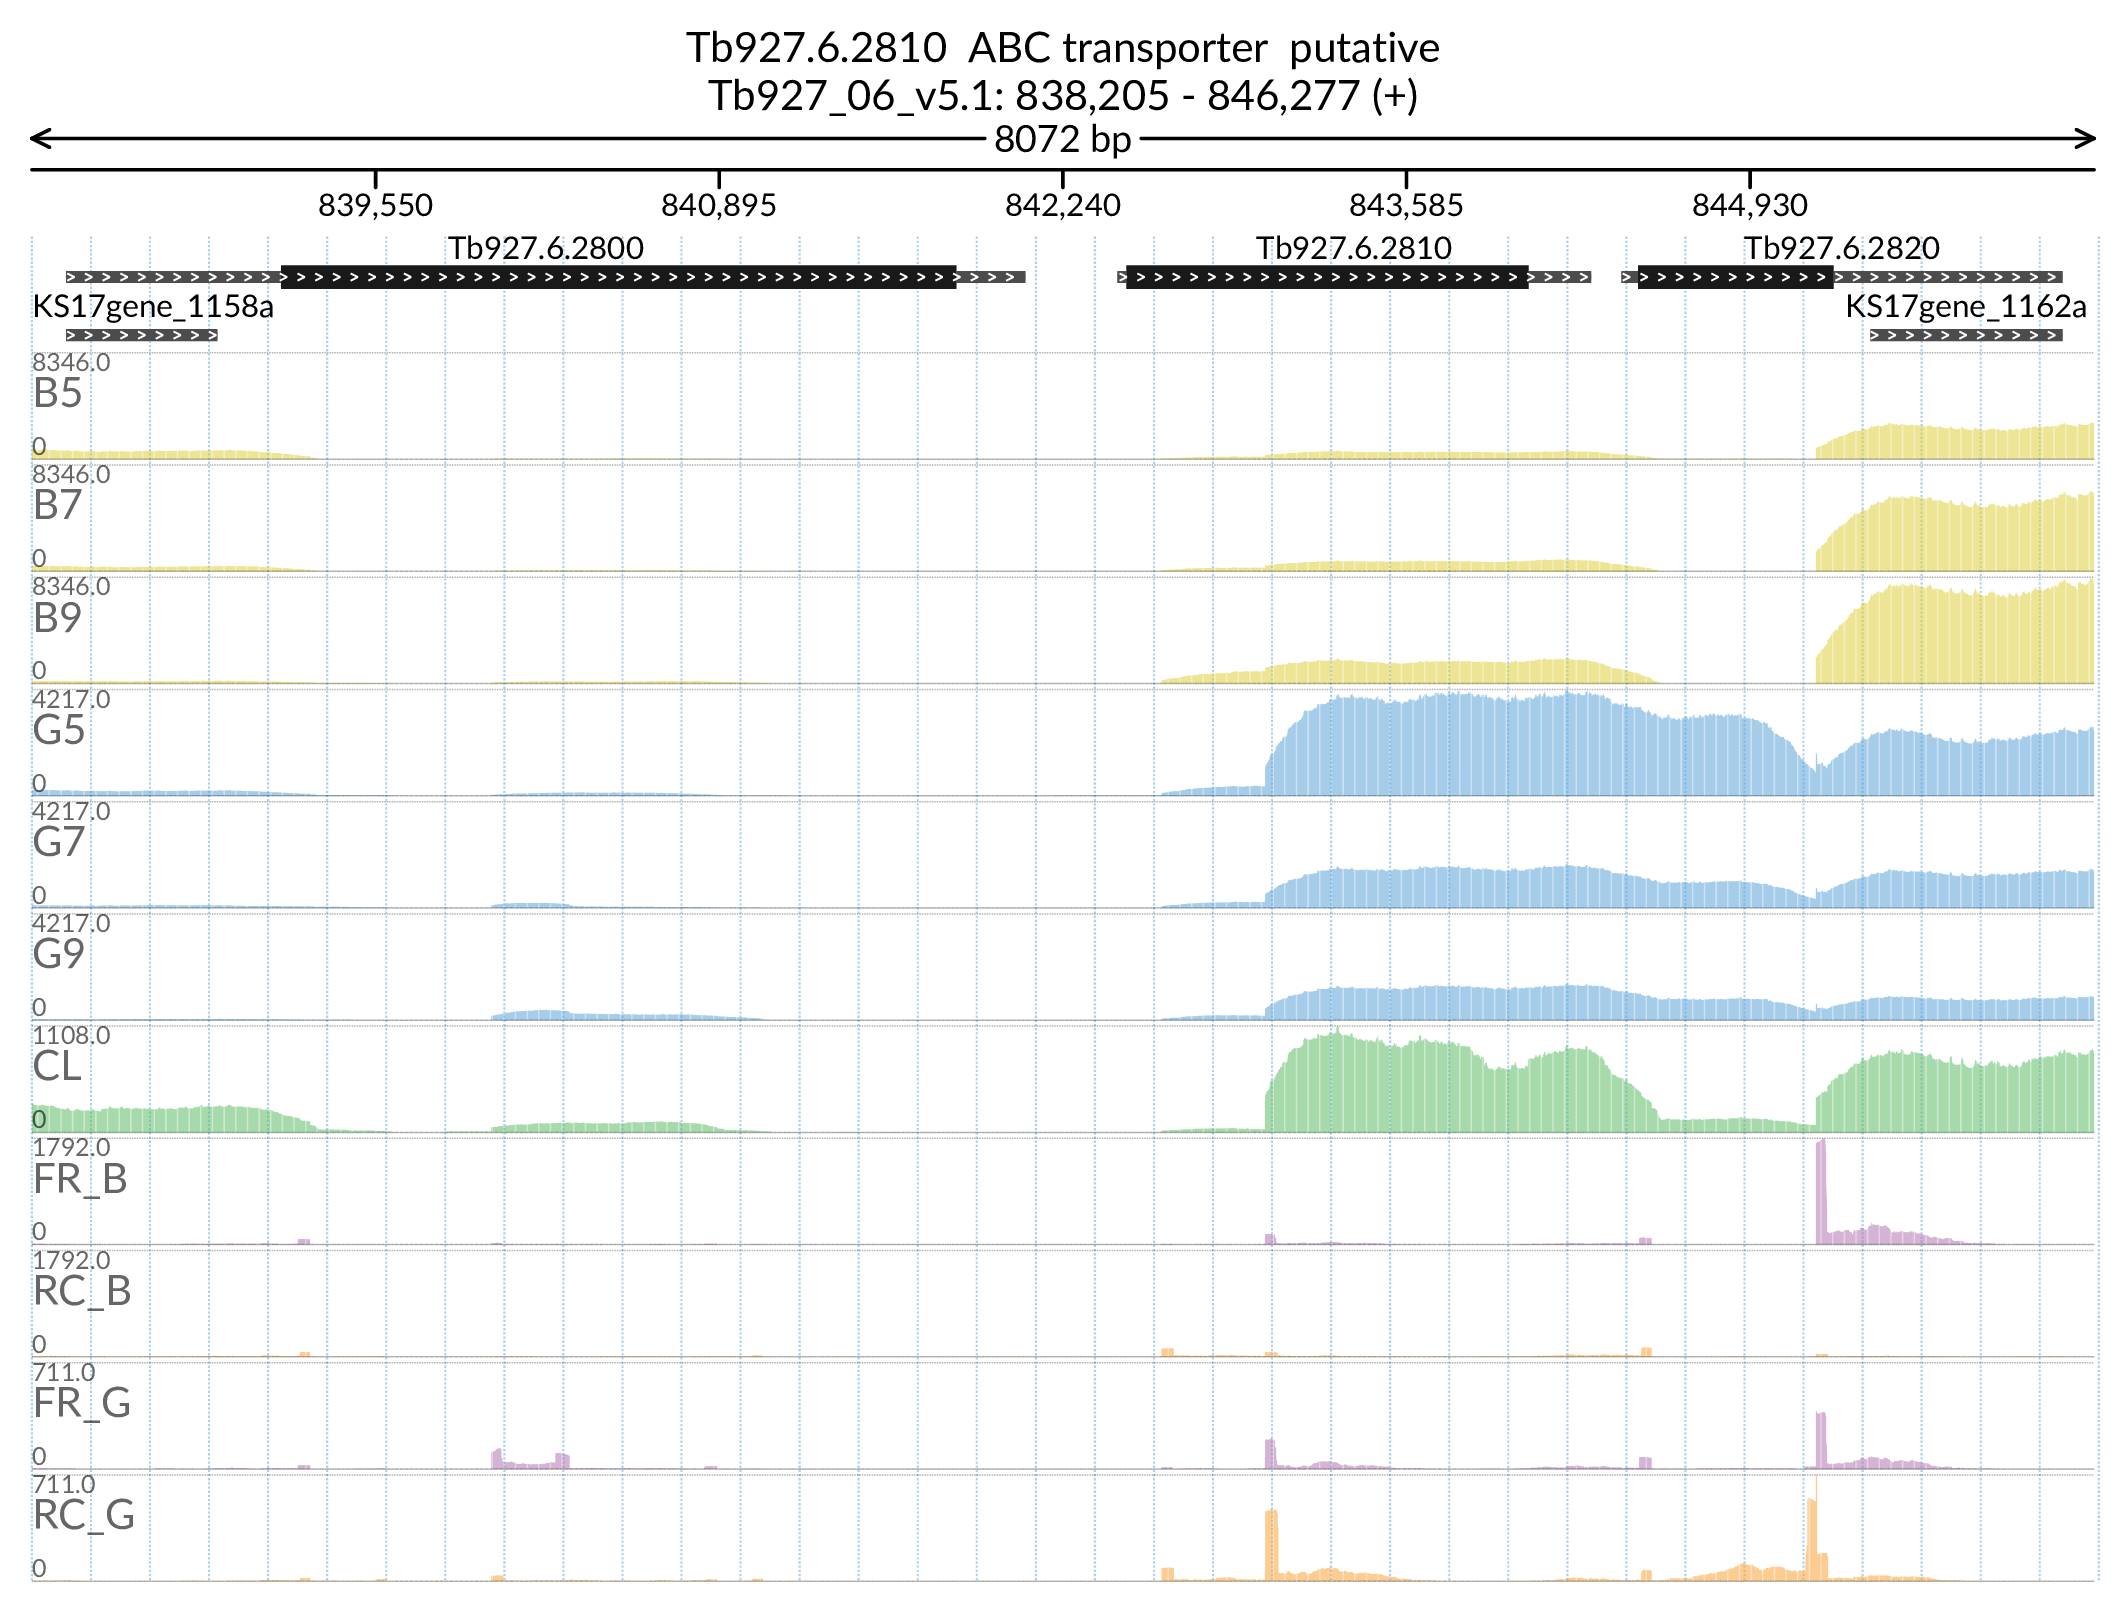 Tb927.6.2810  ABC transporter  putative
Tb927_06_v5.1: 838,205 - 846,277 (+)
8072 bp
839,550 840,895 842,240 843,585 844,930
Tb927.6.2800 Tb927.6.2810 Tb927.6.2820
KS17gene_1158a KS17gene_1162a
8346.0
B5
0
8346.0
B7
0
8346.0
B9
0
4217.0
G5
0
4217.0
G7
0
4217.0
G9
0
1108.0
CL
0
1792.0
FR_B
0
1792.0
RC_B
0
711.0
FR_G
0
711.0
RC_G
0